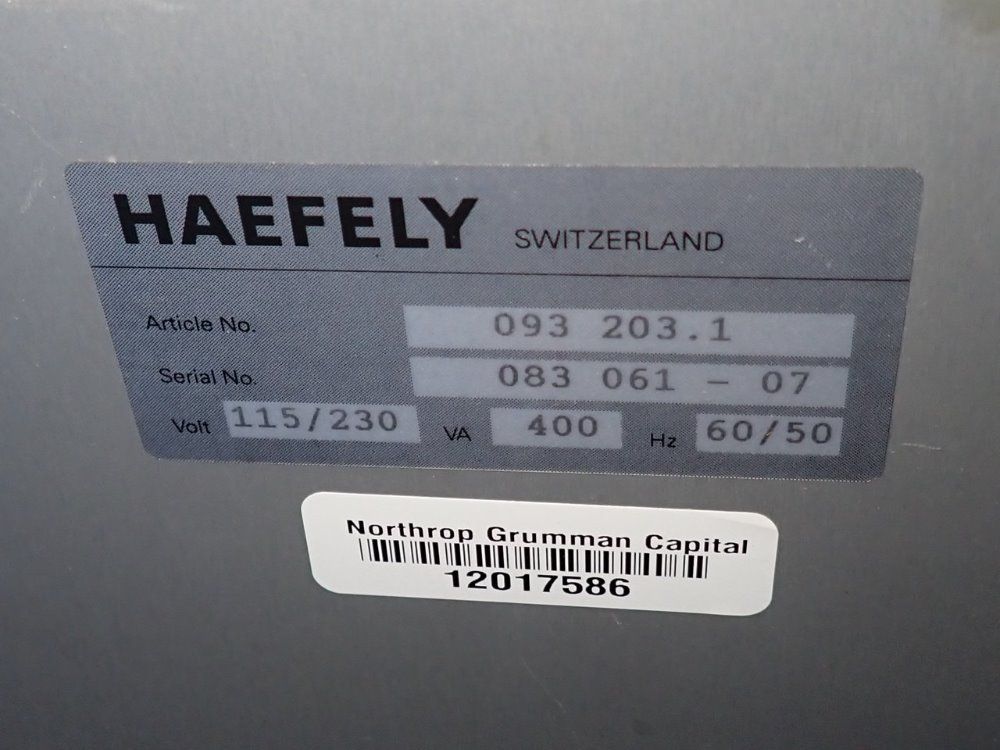 HAEFELY SWITZERLAND
Article No. 093 203.1
Serial No. 083 061 - 07
Volt 115/230 VA 400 Hz 60/50
Northrop Grumman Capital
12017586